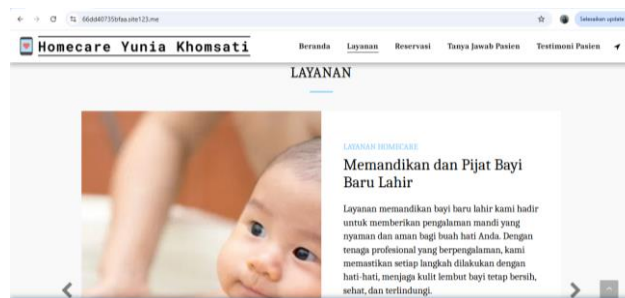 66dd40735bfaa.site123.me
Selesaikan update
Homecare Yunia Khomsati
Beranda Layanan Reservasi Tanya Jawab Pasien Testimoni Pasien
LAYANAN
LAYANAN HOMECARE
Memandikan dan Pijat Bayi
Baru Lahir
Layanan memandikan bayi baru lahir kami hadir
untuk memberikan pengalaman mandi yang
nyaman dan aman bagi buah hati Anda. Dengan
tenaga profesional yang berpengalaman, kami
memastikan setiap langkah dilakukan dengan
hati-hati, menjaga kulit lembut bayi tetap bersih,
sehat, dan terlindungi.